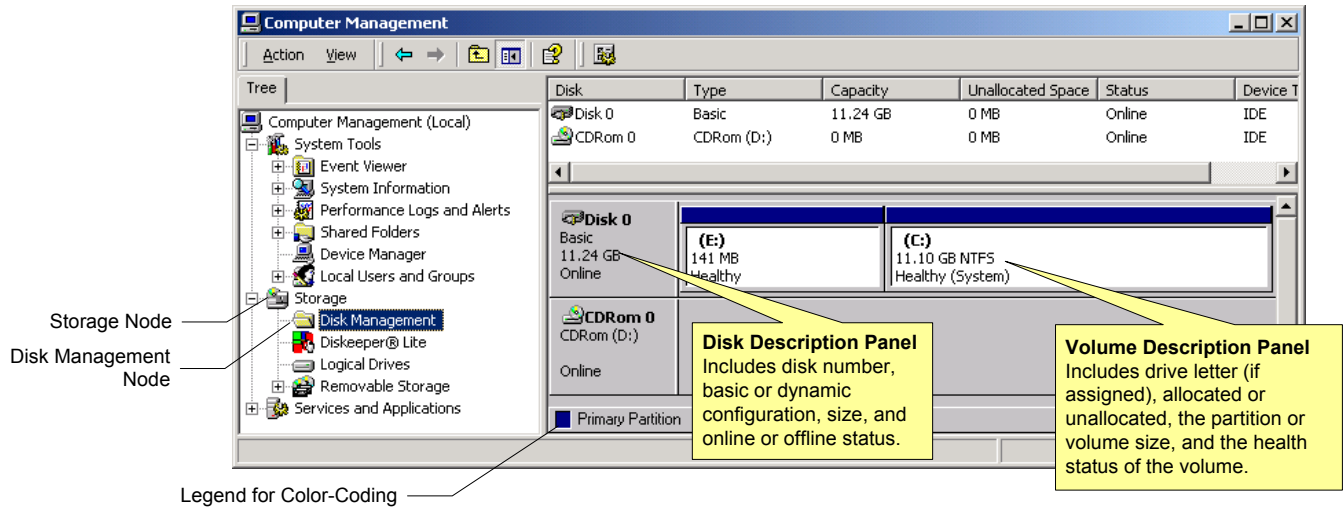 Computer Management
Action View
Tree
Computer Management (Local)
System Tools
Event Viewer
System Information
Performance Logs and Alerts
Shared Folders
Device Manager
Local Users and Groups
Storage
Disk Management
Diskeeper® Lite
Logical Drives
Removable Storage
Services and Applications
Disk Type Capacity Unallocated Space Status Device T
Disk 0 Basic 11.24 GB 0 MB Online IDE
CDRom 0 CDRom (D:) 0 MB 0 MB Online IDE
Disk 0
Basic
11.24 GB
Online
(E:)
141 MB
Healthy
(C:)
11.10 GB NTFS
Healthy (System)
CDRom 0
CDRom (D:)
Online
Primary Partition
Disk Description Panel
Includes disk number,
basic or dynamic
configuration, size, and
online or offline status.
Volume Description Panel
Includes drive letter (if
assigned), allocated or
unallocated, the partition or
volume size, and the health
status of the volume.
Storage Node
Disk Management
Node
Legend for Color-Coding